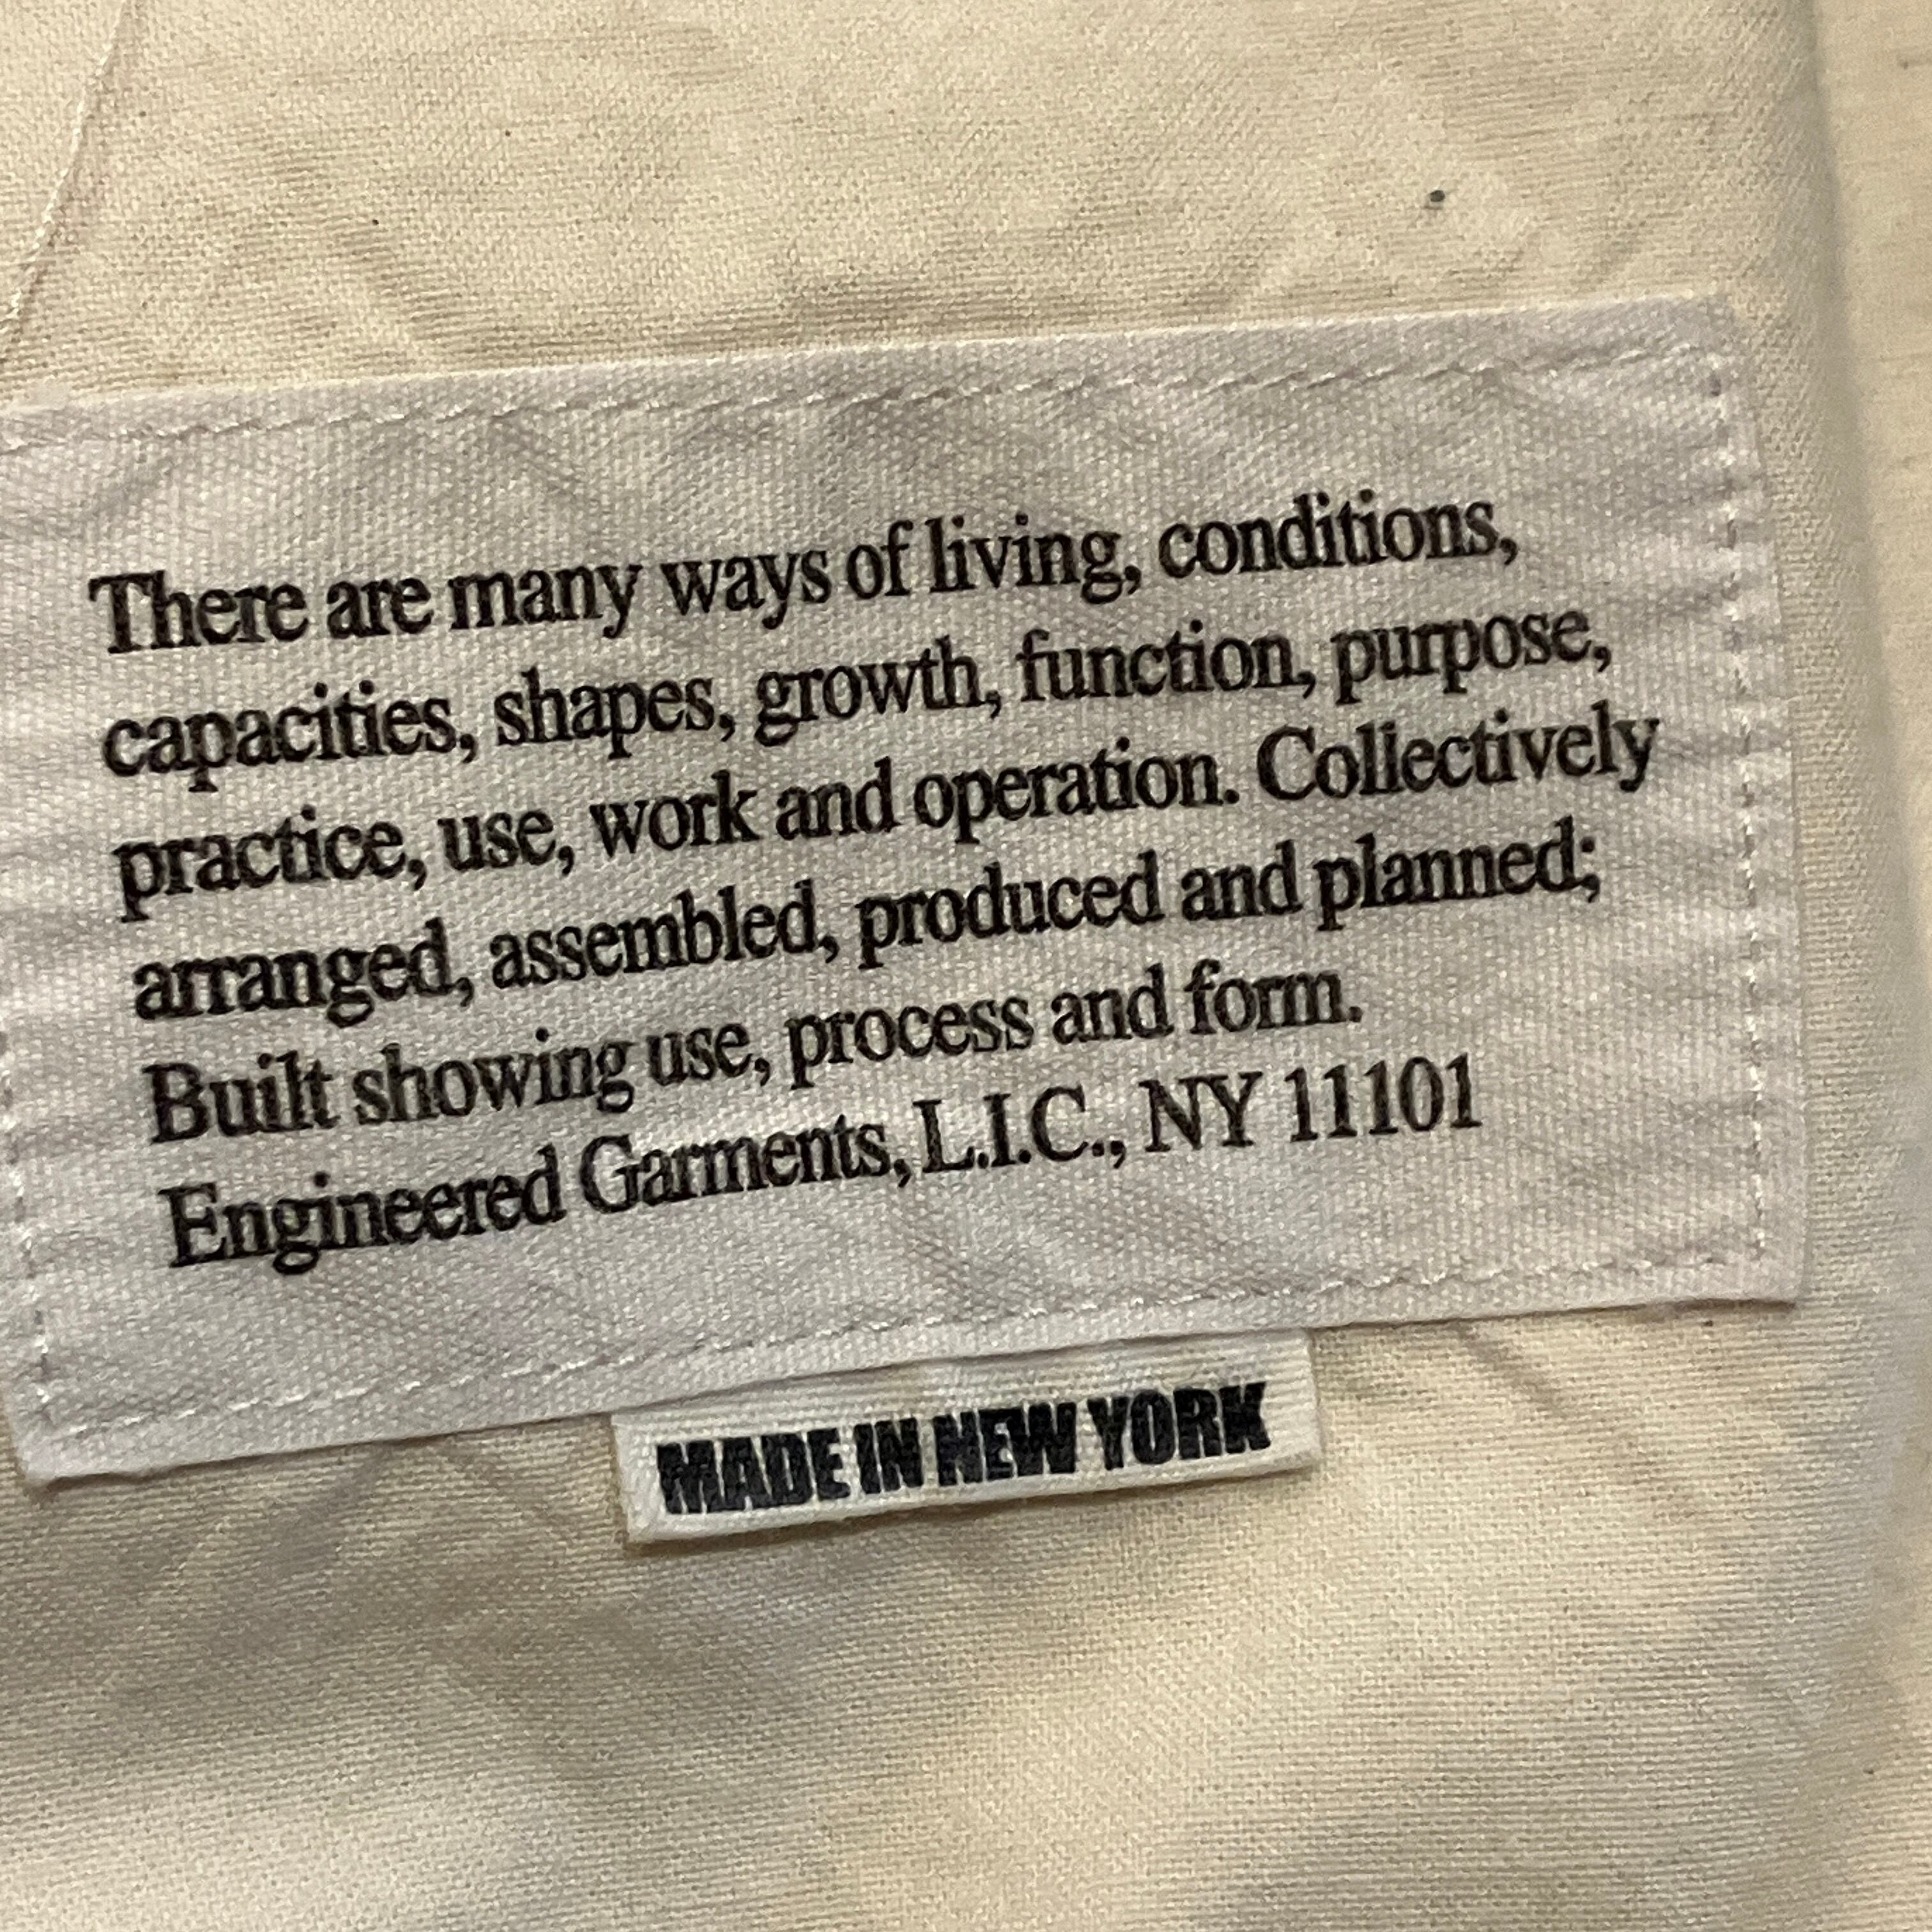 There are many ways of living, conditions,
capacities, shapes, growth, function, purpose,
practice, use, work and operation. Collectively
arranged, assembled, produced and planned;
Built showing use, process and form.
Engineered Garments, L.I.C., NY 11101
MADE IN NEW YORK